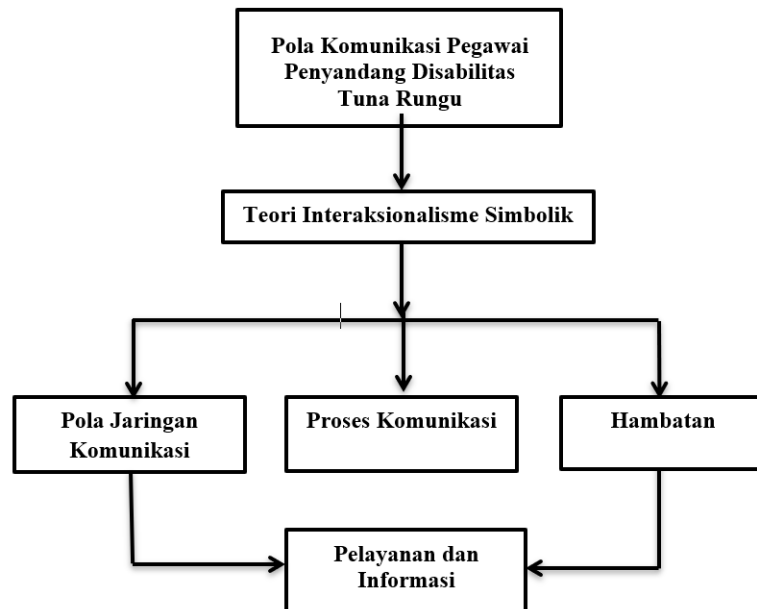 Pola Komunikasi Pegawai
Penyandang Disabilitas
Tuna Rungu
Teori Interaksionalisme Simbolik
Pola Jaringan
Komunikasi
Proses Komunikasi
Hambatan
Pelayanan dan
Informasi